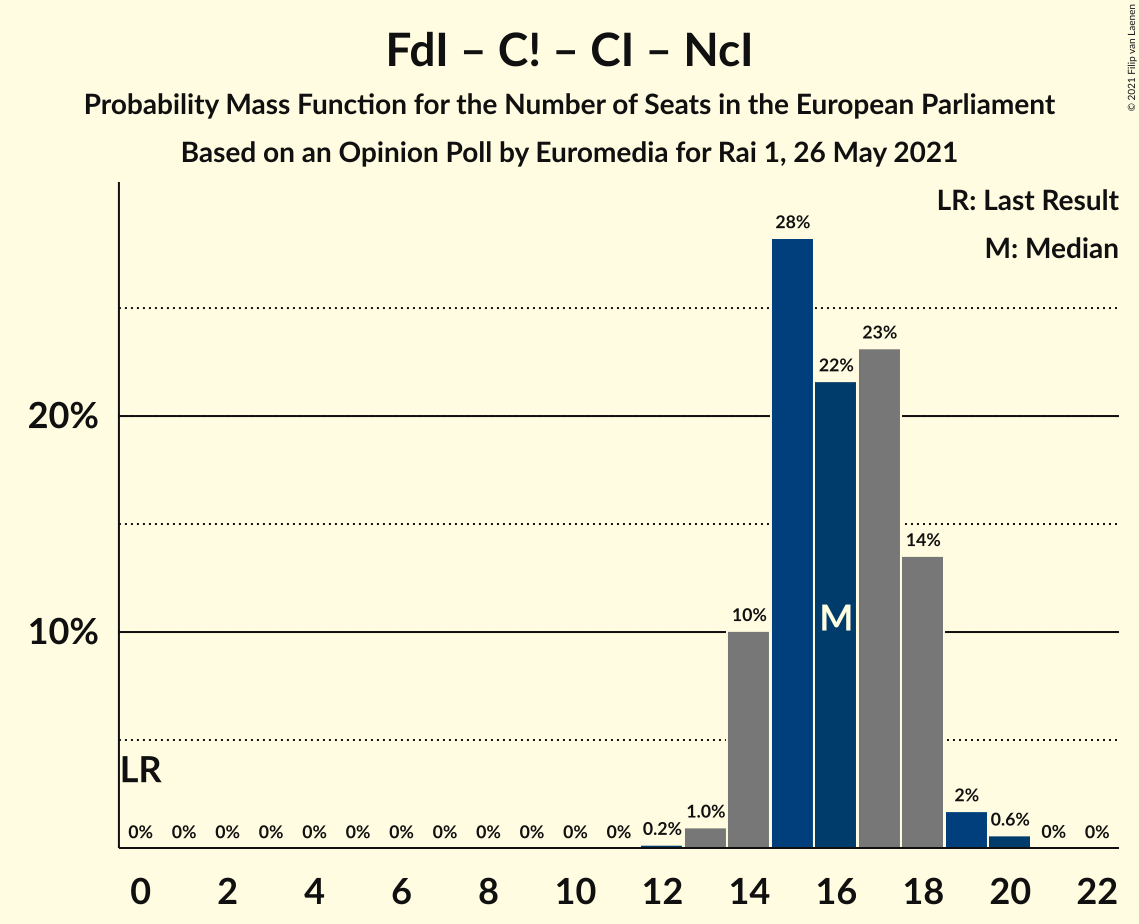 FdI – C! – CI – NcI
Probability Mass Function for the Number of Seats in the European Parliament
Based on an Opinion Poll by Euromedia for Rai 1, 26 May 2021
© 2021 Filip van Laenen
LR: Last Result
M: Median
28%
23%
22%
20%
14%
10%
10%
M
LR
2%
1.0%
0.6%
0.2%
0% 0% 0% 0% 0% 0% 0% 0% 0% 0% 0% 0% 0% 0%
0 2 4 6 8 10 12 14 16 18 20 22